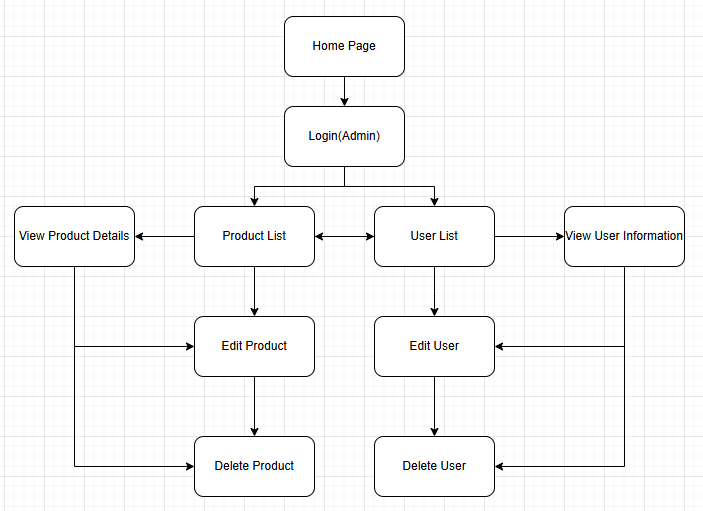 Home Page
Login(Admin)
View Product Details
Product List
User List
View User Information
Edit Product
Edit User
Delete Product
Delete User